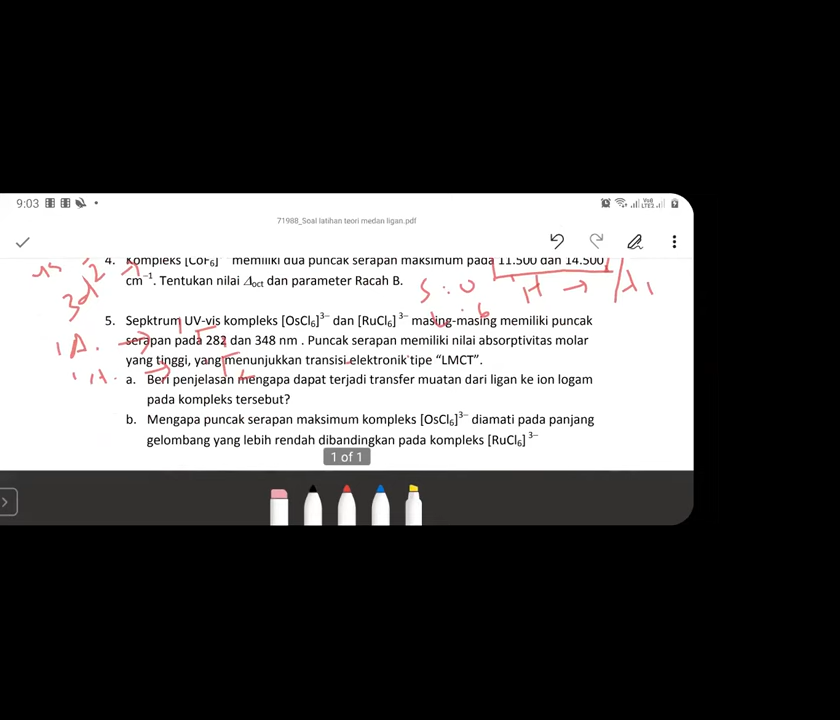 9:03
Voo
LTE2
71988_Soal latihan teori medan ligan.pdf
4. Kompleks [CoF6] memiliki dua puncak serapan maksimum pada 11.500 dan 14.500
cm⁻¹. Tentukan nilai Δoct dan parameter Racah B.
3d
S : 0
H → A1
5. Sepktrum UV-vis kompleks [OsCl6]³⁻ dan [RuCl6] ³⁻ masing-masing memiliki puncak
serapan pada 282 dan 348 nm . Puncak serapan memiliki nilai absorptivitas molar
yang tinggi, yang menunjukkan transisi elektronik tipe “LMCT”.
a. Beri penjelasan mengapa dapat terjadi transfer muatan dari ligan ke ion logam
pada kompleks tersebut?
b. Mengapa puncak serapan maksimum kompleks [OsCl6]³⁻ diamati pada panjang
gelombang yang lebih rendah dibandingkan pada kompleks [RuCl6] ³⁻
1 of 1